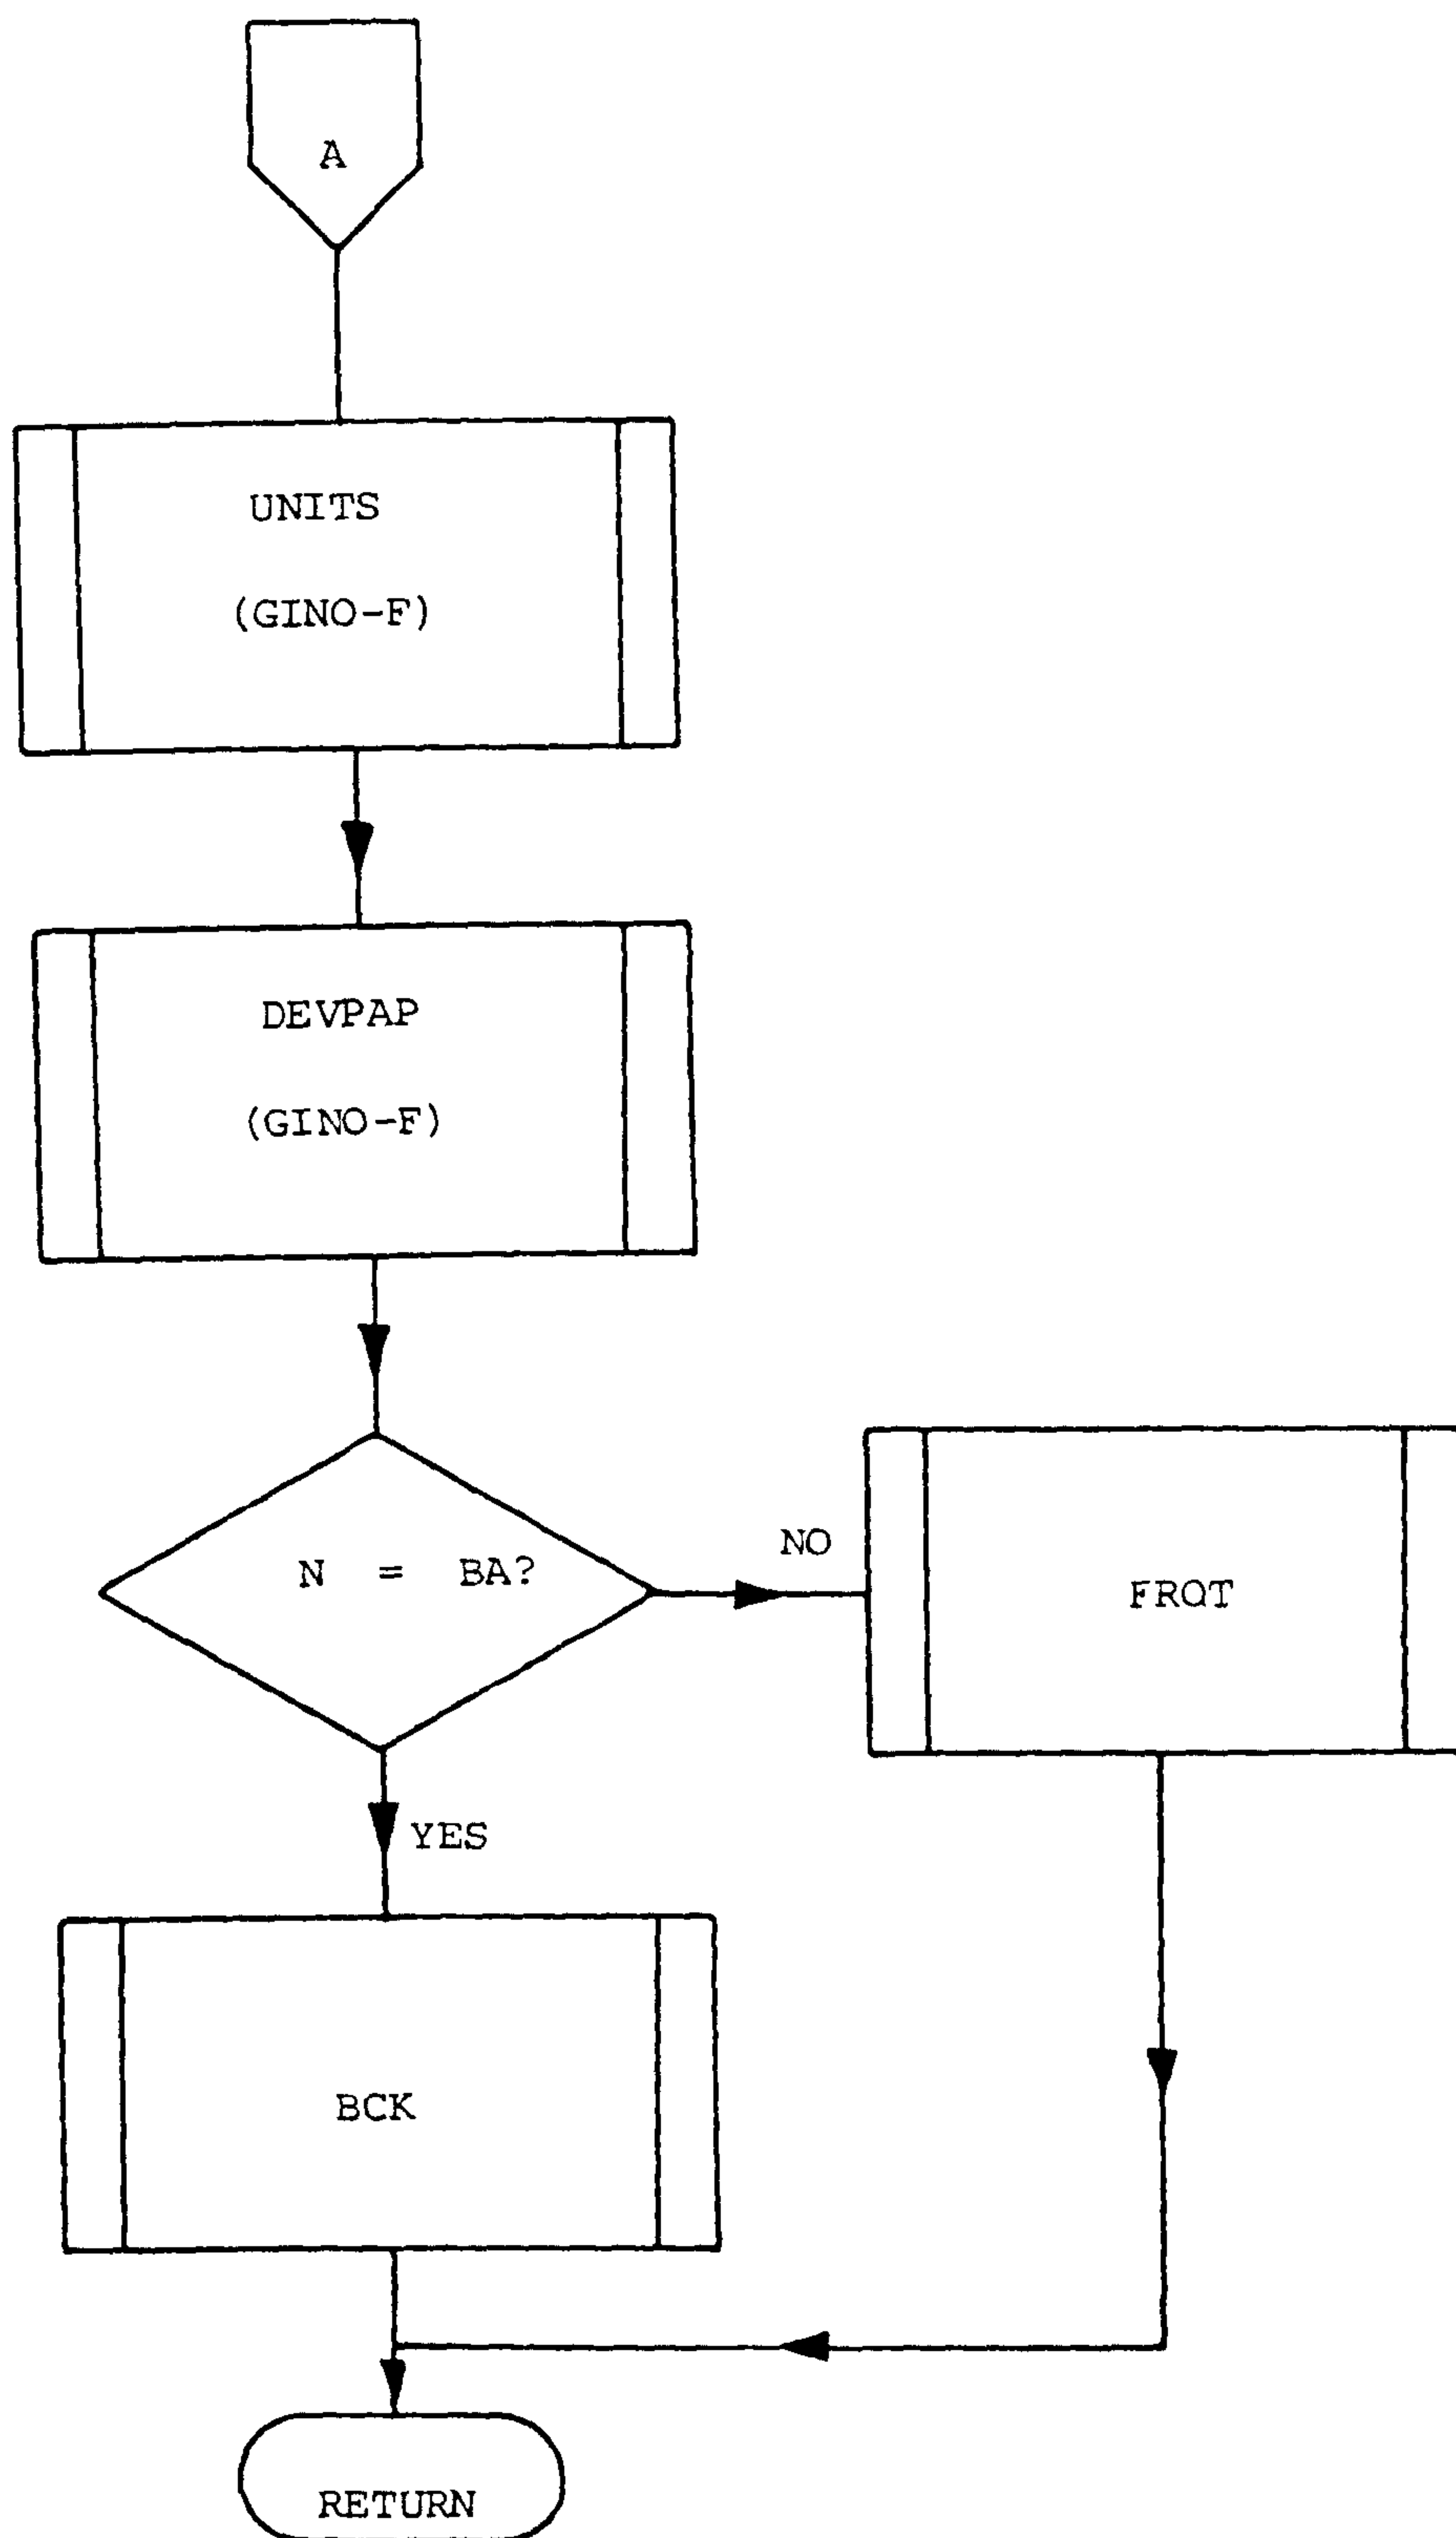 A
UNITS
(GINO-F)
DEVPAP
(GINO-F)
N = BA?
NO
FRQT
YES
BCK
RETURN